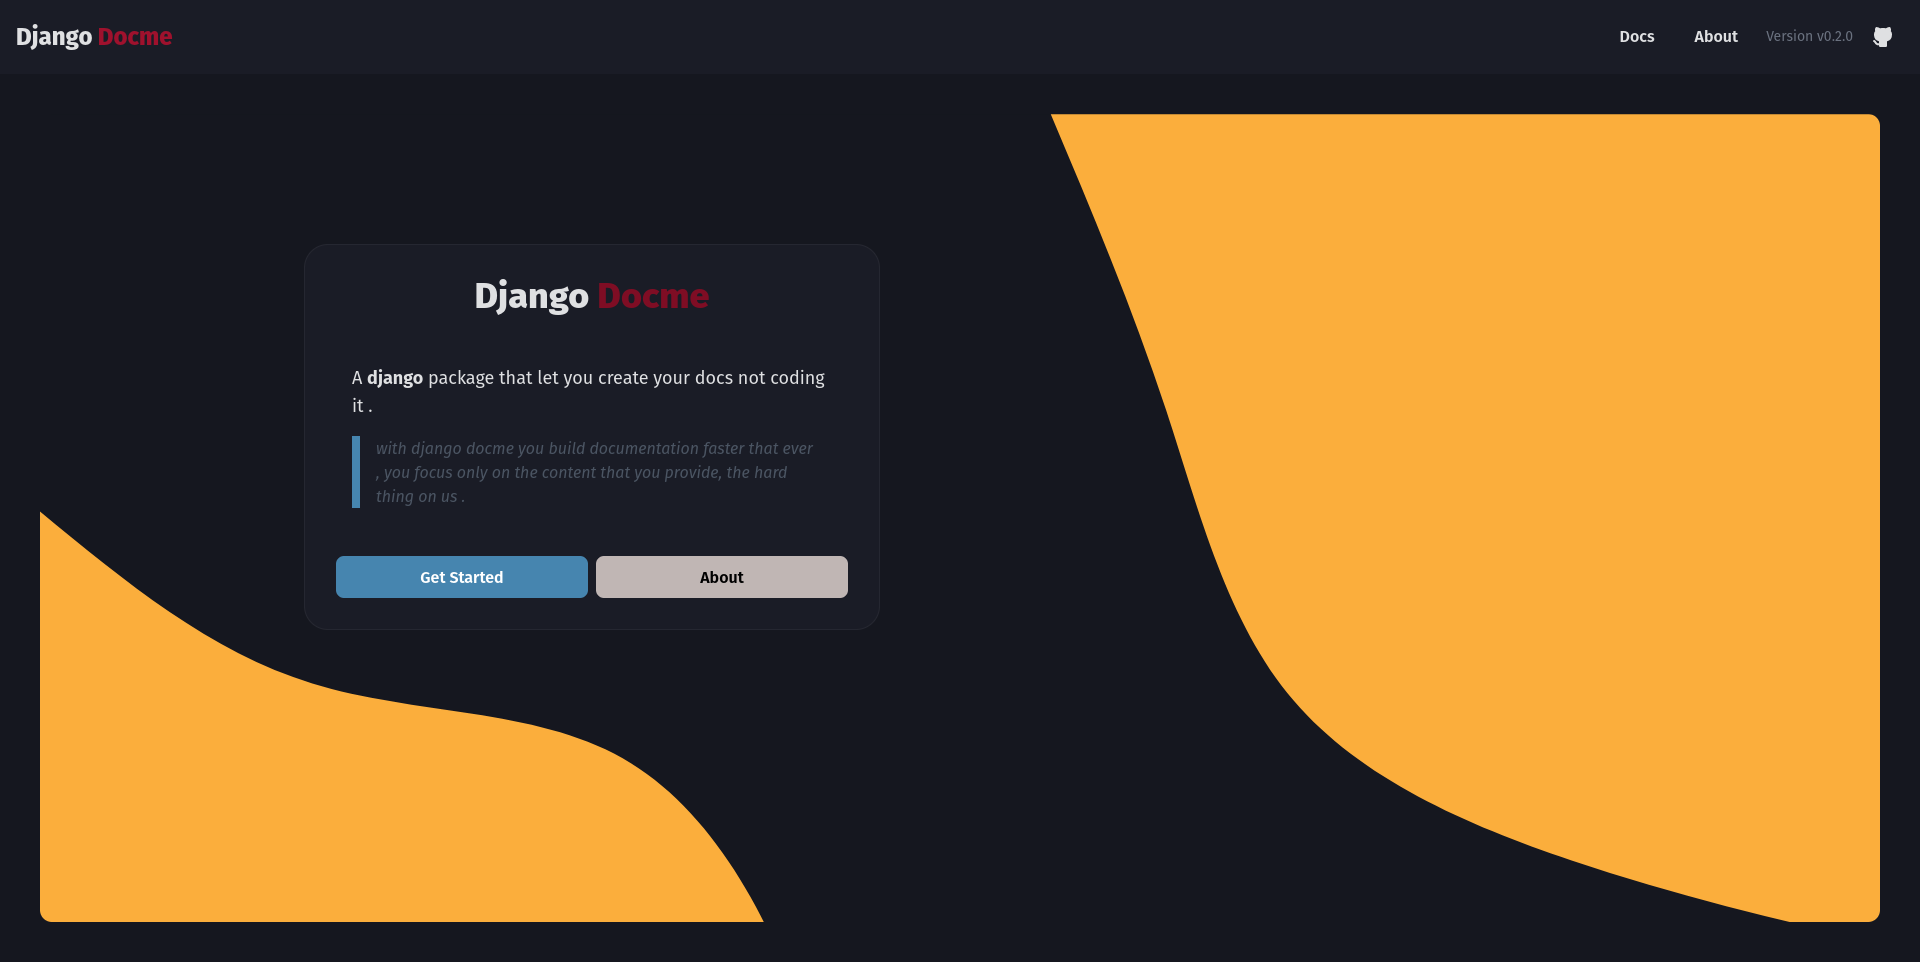 Django Docme
Docs
About
Version v0.2.0
Django Docme
A django package that let you create your docs not coding
it .
with django docme you build documentation faster that ever
, you focus only on the content that you provide, the hard
thing on us .
Get Started
About